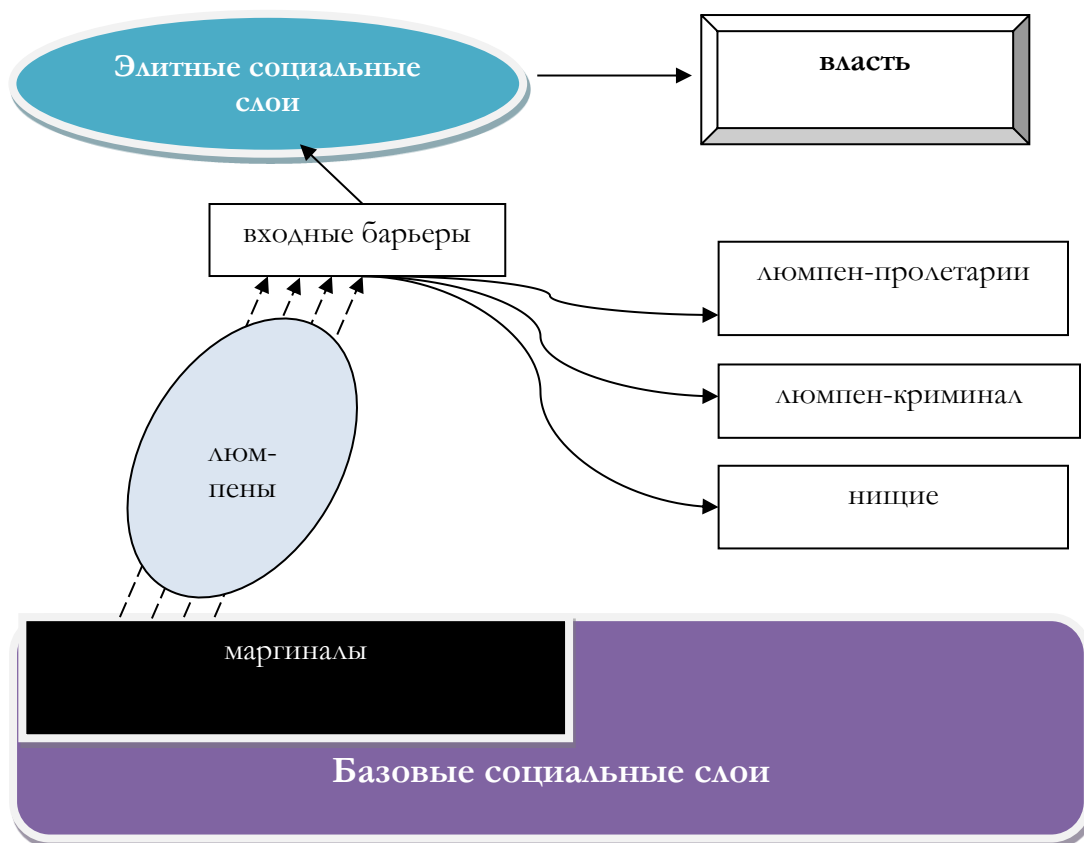 Элитные социальные
слои
власть
входные барьеры
люмпен-пролетарии
люмпен-криминал
люм-
пены
нищие
маргиналы
Базовые социальные слои